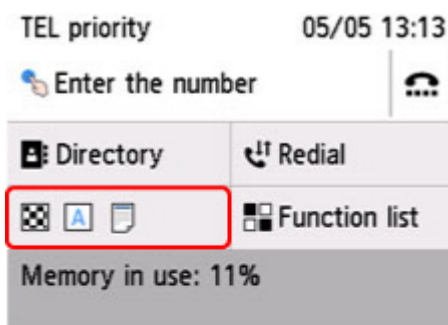 TEL priority 05/05 13:13
Enter the number
Directory Redial
A Function list
Memory in use: 11%